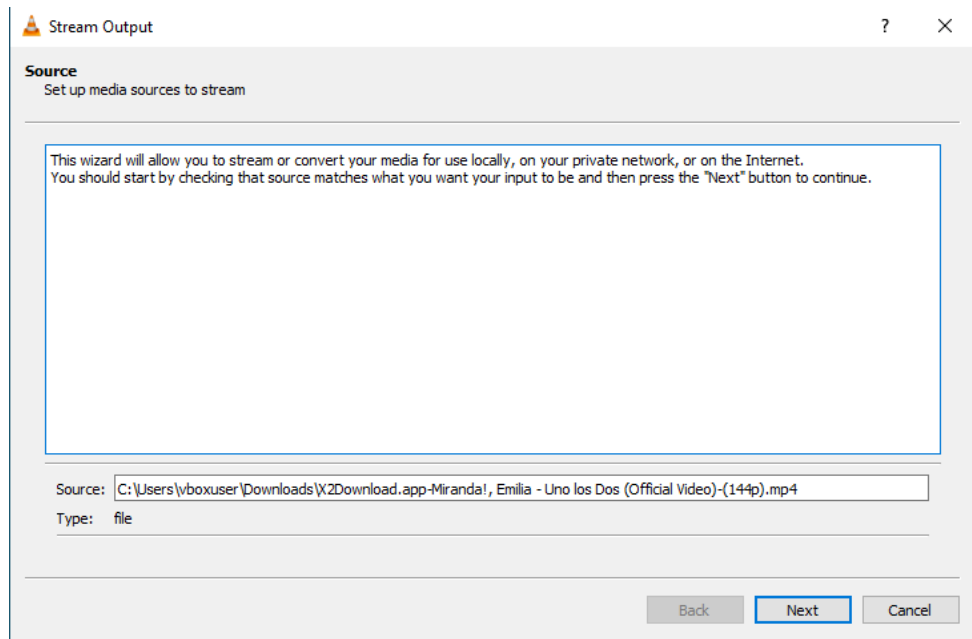 Stream Output
?
Source
Set up media sources to stream
This wizard will allow you to stream or convert your media for use locally, on your private network, or on the Internet.
You should start by checking that source matches what you want your input to be and then press the "Next" button to continue.
Source: C:\Users\vboxuser\Downloads\X2Download.app-Miranda!, Emilia - Uno los Dos (Official Video)-(144p).mp4
Type: file
Back Next Cancel